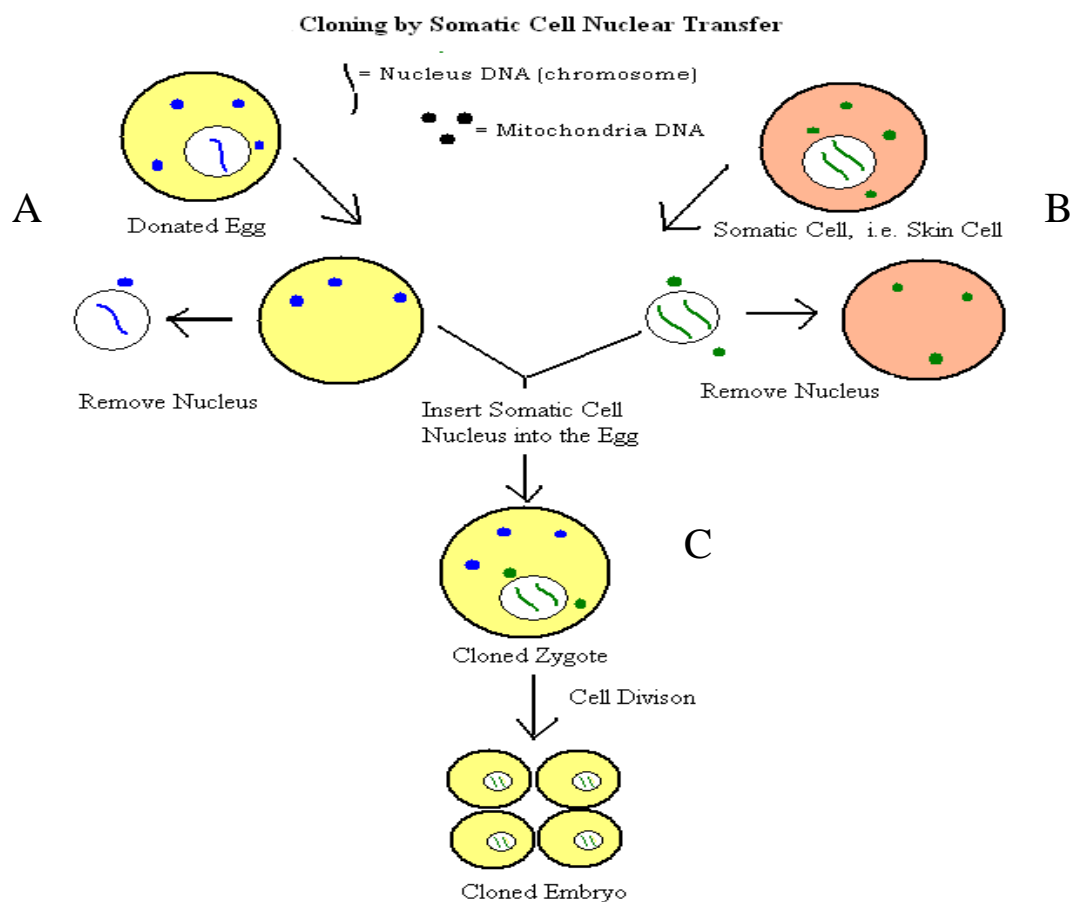 Cloning by Somatic Cell Nuclear Transfer
= Nucleus DNA (chromosome)
= Mitochondria DNA
A
Donated Egg
B
Somatic Cell, i.e. Skin Cell
Remove Nucleus
Remove Nucleus
Insert Somatic Cell
Nucleus into the Egg
C
Cloned Zygote
Cell Divison
Cloned Embryo